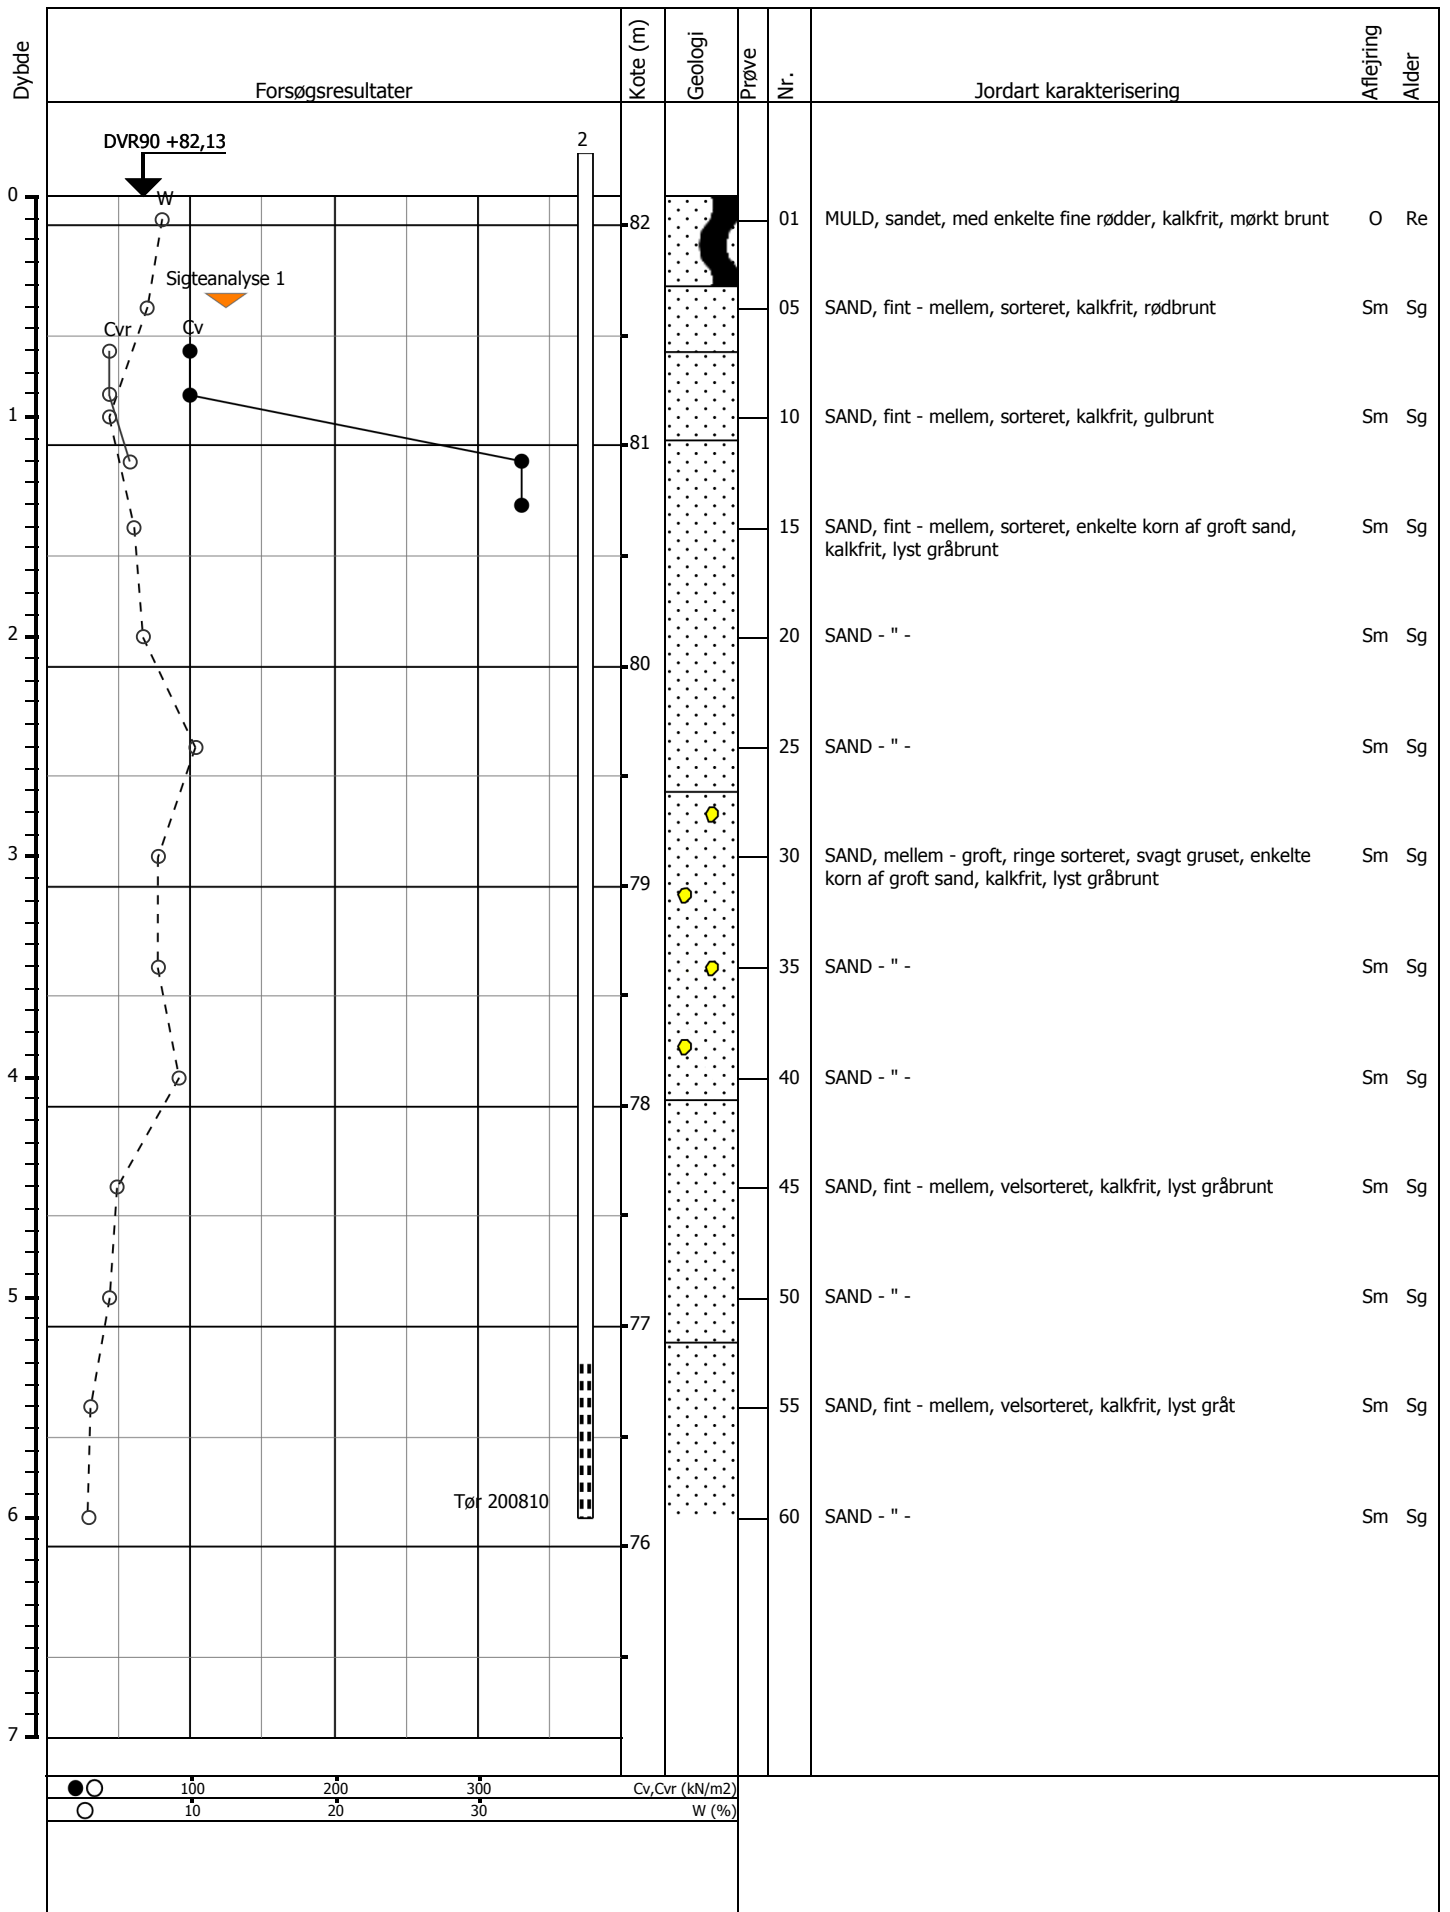 Dybde
Forsøgsresultater
Kote (m)
Geologi
Prøve
Nr.
Jordart karakterisering
Aflejring
Alder
DVR90 +82,13
2
0
W
82
01 MULD, sandet, med enkelte fine rødder, kalkfrit, mørkt brunt O Re
Sigteanalyse 1
05 SAND, fint - mellem, sorteret, kalkfrit, rødbrunt Sm Sg
Cvr
Cv
1
10 SAND, fint - mellem, sorteret, kalkfrit, gulbrunt Sm Sg
81
15 SAND, fint - mellem, sorteret, enkelte korn af groft sand, Sm Sg
kalkfrit, lyst gråbrunt
2
20 SAND - " - Sm Sg
80
25 SAND - " - Sm Sg
3
30 SAND, mellem - groft, ringe sorteret, svagt gruset, enkelte Sm Sg
korn af groft sand, kalkfrit, lyst gråbrunt
79
35 SAND - " - Sm Sg
4
40 SAND - " - Sm Sg
78
45 SAND, fint - mellem, velsorteret, kalkfrit, lyst gråbrunt Sm Sg
5
50 SAND - " - Sm Sg
77
55 SAND, fint - mellem, velsorteret, kalkfrit, lyst gråt Sm Sg
Tør 200810
6
60 SAND - " - Sm Sg
76
7
100 200 300 Cv,Cvr (kN/m2)
10 20 30 W (%)